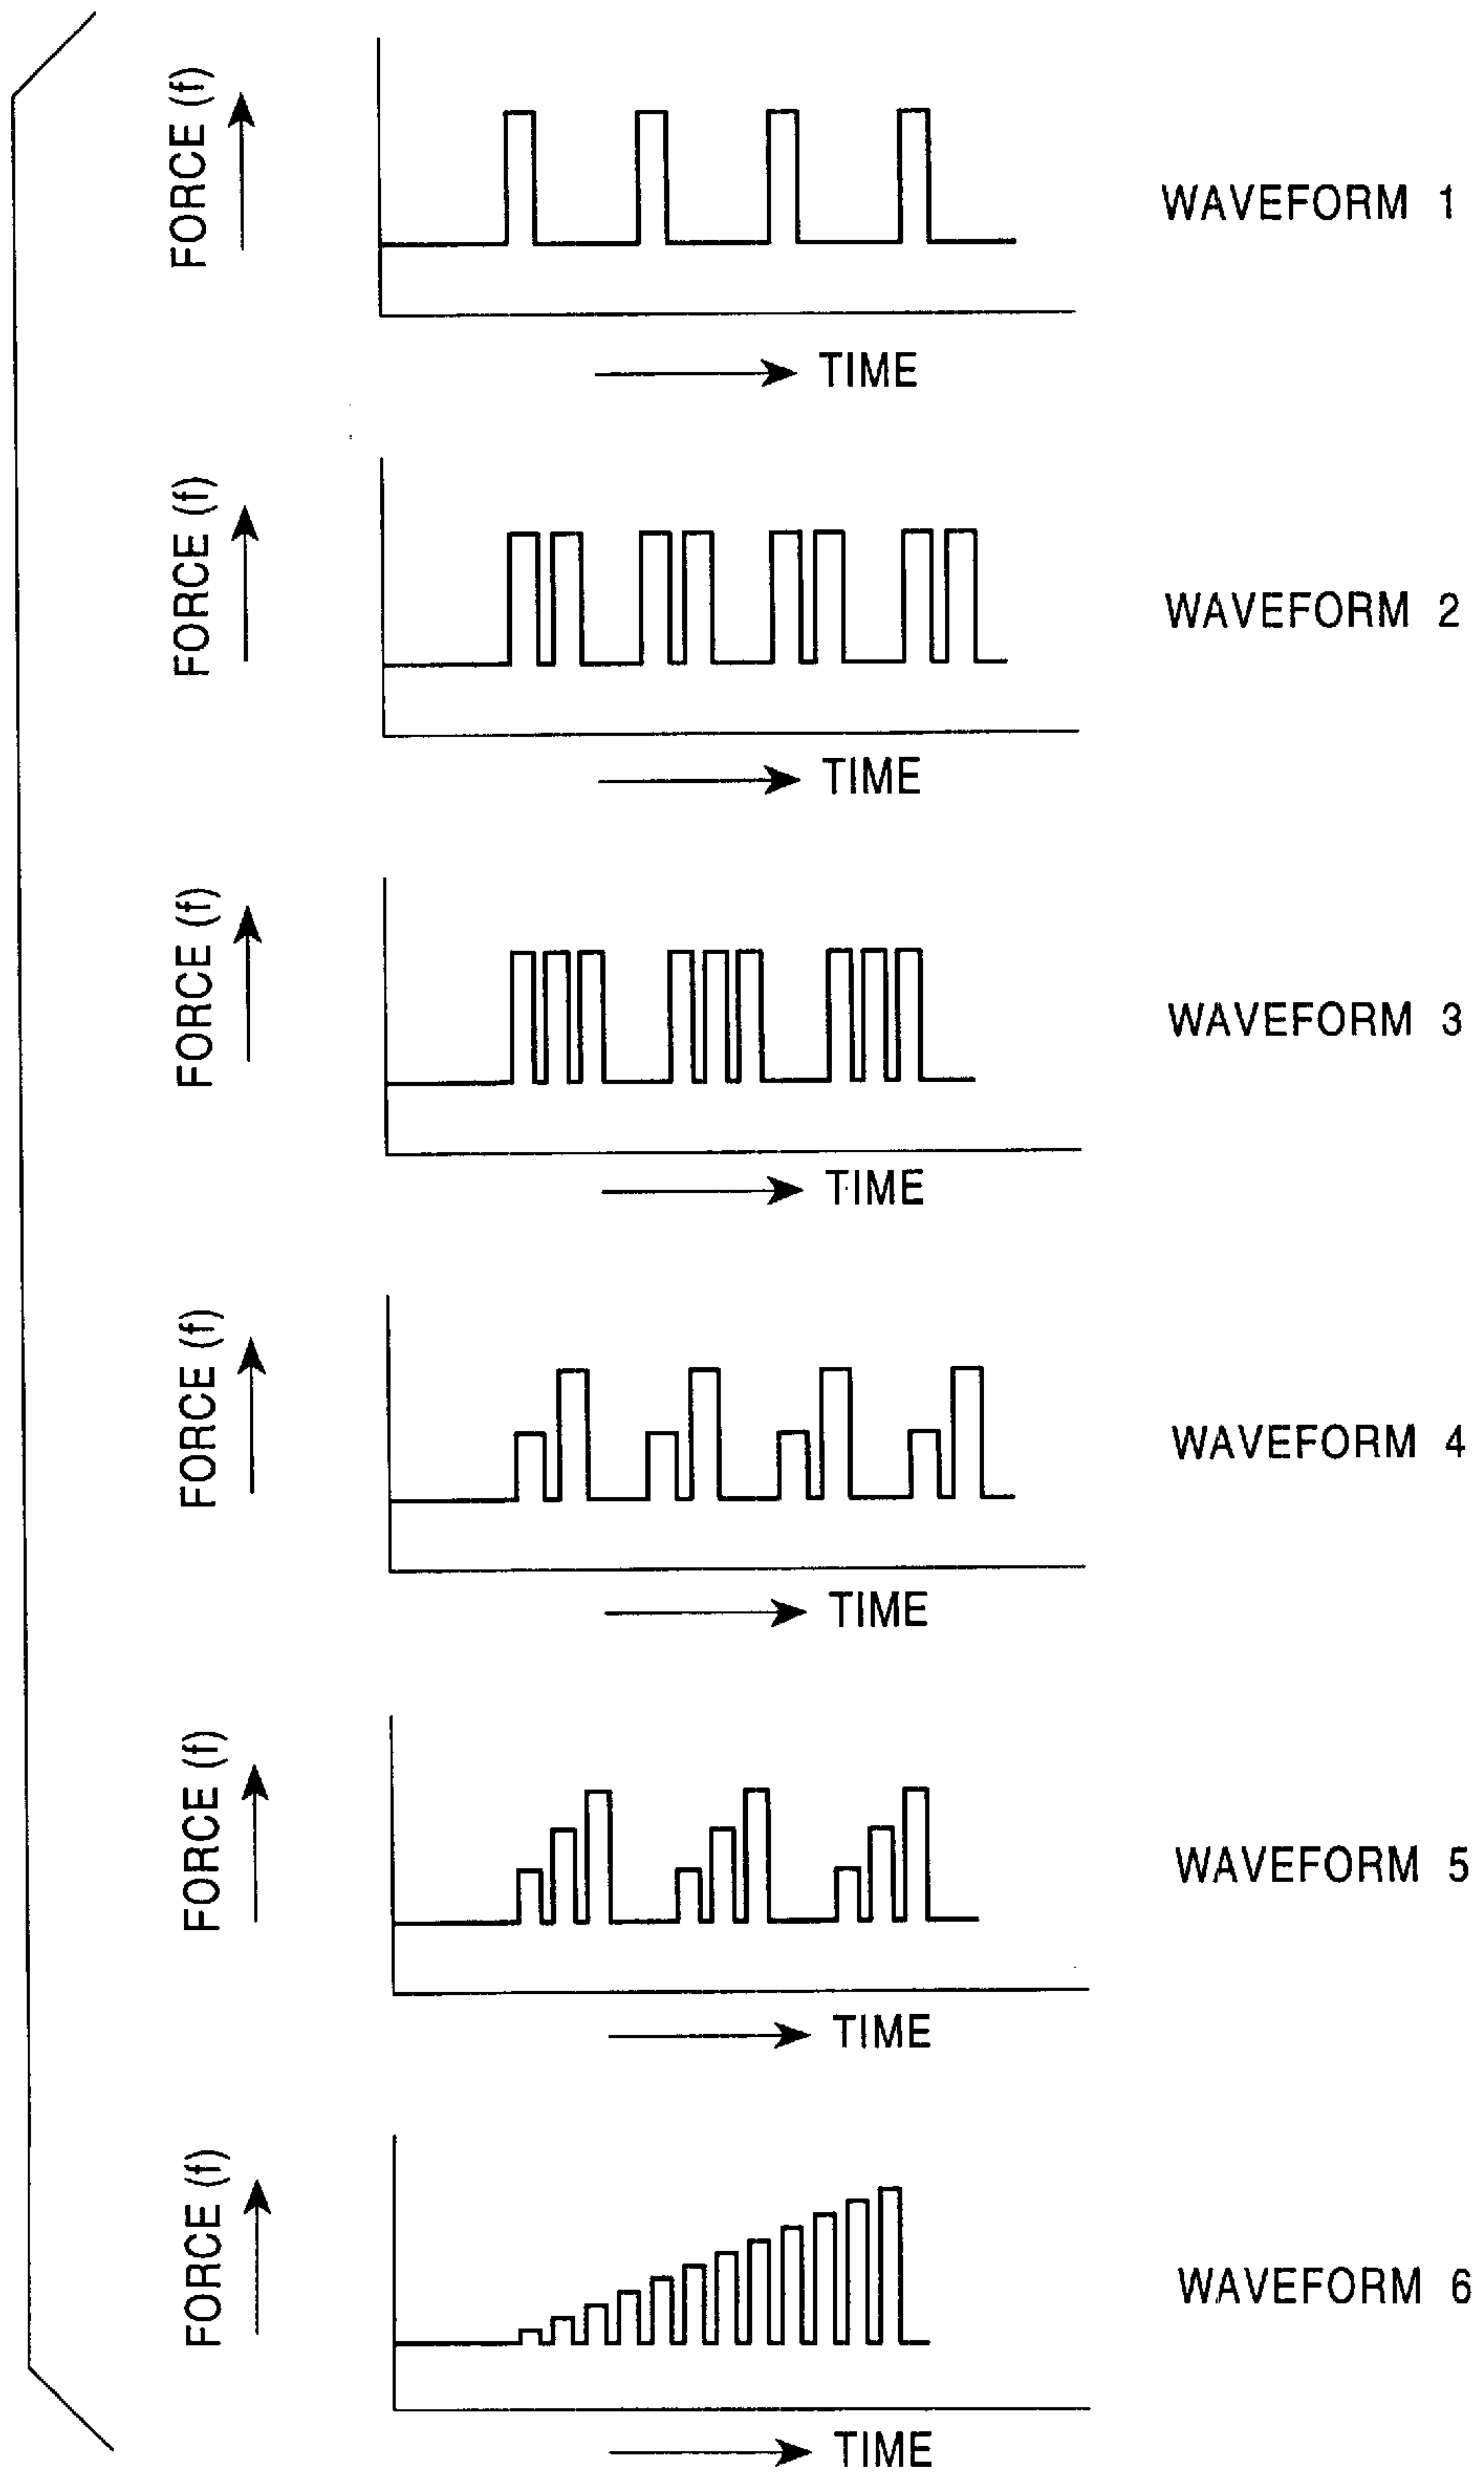 FORCE (f)
WAVEFORM 1
TIME
FORCE (f)
WAVEFORM 2
TIME
FORCE (f)
WAVEFORM 3
TIME
FORCE (f)
WAVEFORM 4
TIME
FORCE (f)
WAVEFORM 5
TIME
FORCE (f)
WAVEFORM 6
TIME